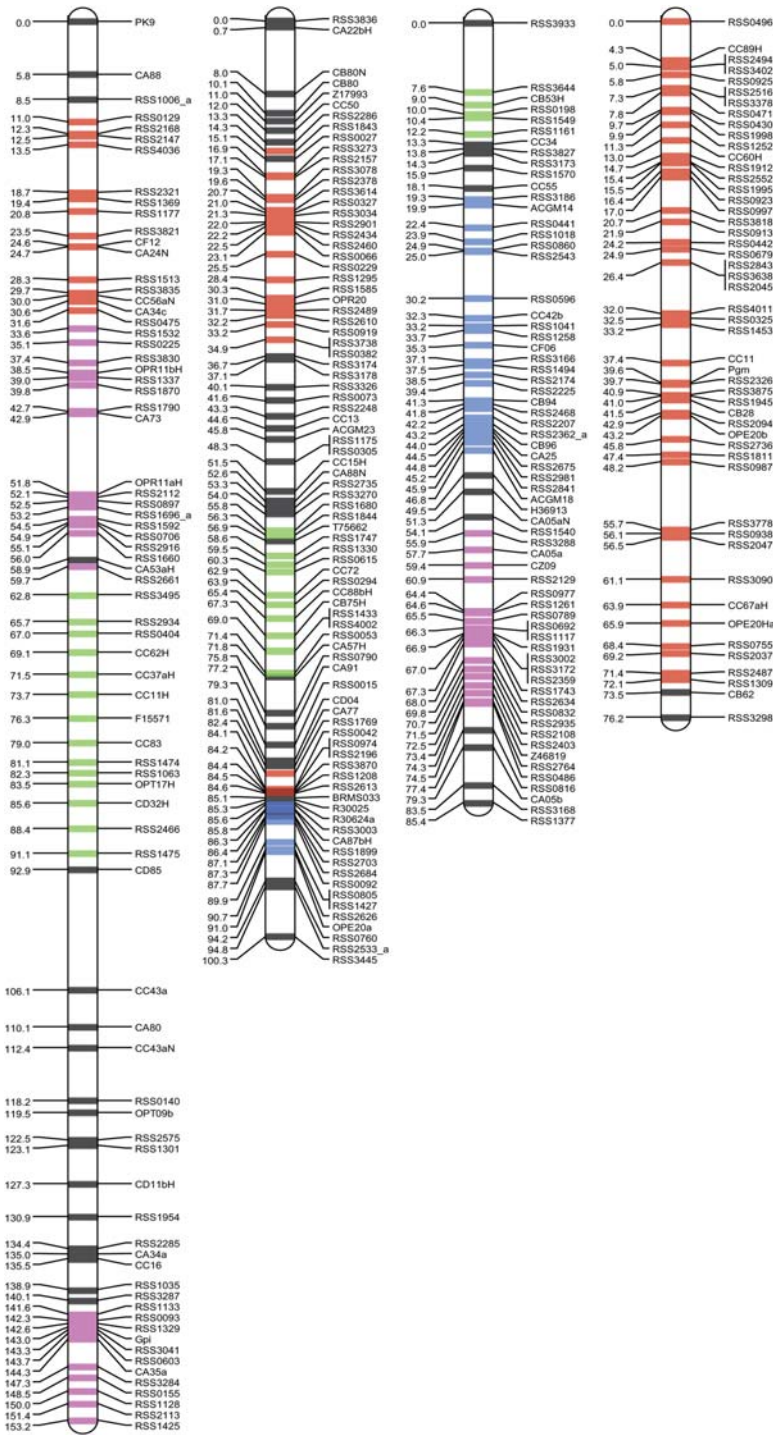 0.0 PK9
5.8 CA88
8.5 RSS1006_a
11.0 RSS0129
12.3 RSS2168
12.5 RSS2147
13.5 RSS4036
18.7 RSS2321
19.4 RSS1369
20.8 RSS1177
23.5 RSS3821
24.6 CF12
24.7 CA24N
28.3 RSS1513
29.7 RSS3835
30.0 CC56aN
30.6 CA34c
31.6 RSS0475
33.6 RSS1532
35.1 RSS0225
37.4 RSS3830
38.5 OPR11bH
39.0 RSS1337
39.8 RSS1870
42.7 RSS1790
42.9 CA73
51.8 OPR11aH
52.1 RSS2112
52.5 RSS0897
53.2 RSS1696_a
54.5 RSS1592
54.9 RSS0706
55.1 RSS2916
56.0 RSS1660
58.9 CA53aH
59.7 RSS2661
62.8 RSS3495
65.7 RSS2934
67.0 RSS0404
69.1 CC62H
71.5 CC37aH
73.7 CC11H
76.3 F15571
79.0 CC83
81.1 RSS1474
82.3 RSS1063
83.5 OPT17H
85.6 CD32H
88.4 RSS2466
91.1 RSS1475
92.9 CD85
106.1 CC43a
110.1 CA80
112.4 CC43aN
118.2 RSS0140
119.5 OPT09b
122.5 RSS2575
123.1 RSS1301
127.3 CD11bH
130.9 RSS1954
134.4 RSS2285
135.0 CA34a
135.5 CC16
138.9 RSS1035
140.1 RSS3287
141.6 RSS1133
142.3 RSS0093
142.6 RSS1329
143.0 Gpi
143.3 RSS3041
143.7 RSS0603
144.3 CA35a
147.3 RSS3284
148.5 RSS0155
150.0 RSS1128
151.4 RSS2113
153.2 RSS1425
0.0 RSS3836
0.7 CA22bH
8.0 CB80N
10.1 CB80
11.0 Z17993
12.0 CC50
13.3 RSS2286
14.3 RSS1843
15.1 RSS0027
16.9 RSS3273
17.1 RSS2157
19.3 RSS3078
19.6 RSS2378
20.7 RSS3614
21.0 RSS0327
21.3 RSS3034
22.0 RSS2901
22.2 RSS2434
22.5 RSS2460
23.1 RSS0066
25.5 RSS0229
28.4 RSS1295
30.3 RSS1585
31.0 OPR20
31.7 RSS2489
32.2 RSS2610
33.2 RSS0919
34.9 RSS3738
RSS0382
36.7 RSS3174
37.1 RSS3178
40.1 RSS3326
41.6 RSS0073
43.3 RSS2248
44.6 CC13
45.8 ACGM23
48.3 RSS1175
RSS0305
51.5 CC15H
52.6 CA88N
53.3 RSS2735
54.0 RSS3270
55.8 RSS1680
56.3 RSS1844
56.9 T75662
58.6 RSS1747
59.5 RSS1330
60.3 RSS0615
62.9 CC72
63.9 RSS0294
65.4 CC88bH
67.3 CB75H
69.0 RSS1433
RSS4002
71.4 RSS0053
71.8 CA57H
75.8 RSS0790
77.2 CA91
79.3 RSS0015
81.0 CD04
CA77
82.4 RSS1769
84.1 RSS0042
84.2 RSS0974
RSS2196
84.4 RSS3870
84.5 RSS1208
84.6 RSS2613
85.1 BRMS033
85.3 R30025
85.6 R30624a
85.8 RSS3003
86.3 CA87bH
86.4 RSS1899
87.1 RSS2703
87.3 RSS2684
87.7 RSS0092
89.9 RSS0805
RSS1427
90.7 RSS2626
91.0 OPE20a
94.2 RSS0760
94.8 RSS2533_a
100.3 RSS3445
0.0 RSS3933
7.6 RSS3644
9.0 CB53H
10.0 RSS0198
10.4 RSS1549
12.2 RSS1161
13.3 CC34
13.8 RSS3827
14.3 RSS3173
15.9 RSS1570
18.1 CC55
19.3 RSS3186
19.9 ACGM14
22.4 RSS0441
23.9 RSS1018
24.9 RSS0860
25.0 RSS2543
30.2 RSS0596
32.3 CC42b
33.2 RSS1041
33.7 RSS1258
35.3 CF06
37.1 RSS3166
37.5 RSS1494
38.5 RSS2174
39.4 RSS2225
41.3 CB94
41.8 RSS2468
42.2 RSS2207
43.2 RSS2362_a
44.0 CB96
44.5 CA25
44.8 RSS2675
45.2 RSS2981
45.9 RSS2841
46.8 ACGM18
49.5 H36913
51.3 CA05aN
54.1 RSS1540
55.9 RSS3288
57.7 CA05a
59.4 CZ09
60.9 RSS2129
64.4 RSS0977
64.6 RSS1261
65.5 RSS0789
66.3 RSS0692
RSS1117
66.9 RSS1931
67.0 RSS3002
RSS3172
RSS2359
67.3 RSS1743
68.0 RSS2634
69.8 RSS0832
70.7 RSS2935
71.5 RSS2108
72.5 RSS2403
73.4 Z46819
74.3 RSS2764
74.5 RSS0486
77.4 RSS0816
79.3 CA05b
83.5 RSS3168
85.4 RSS1377
0.0 RSS0496
4.3 CC89H
5.0 RSS2494
RSS3402
5.8 RSS0925
7.3 RSS2516
RSS3378
7.8 RSS0471
9.7 RSS0430
9.9 RSS1998
11.3 RSS1252
13.0 CC60H
14.7 RSS1912
15.4 RSS2552
15.5 RSS1995
16.4 RSS0923
17.0 RSS0997
20.7 RSS3818
21.9 RSS0913
24.2 RSS0442
24.9 RSS0679
26.4 RSS2843
RSS3638
RSS2045
32.0 RSS4011
32.5 RSS0325
33.2 RSS1453
37.4 CC11
39.6 Pgm
39.7 RSS2326
40.9 RSS3875
41.0 RSS1945
41.5 CB28
42.9 RSS2094
43.2 OPE20b
45.8 RSS2736
47.4 RSS1811
48.2 RSS0987
55.7 RSS3778
56.1 RSS0938
56.5 RSS2047
61.1 RSS3090
63.9 CC67aH
65.9 OPE20Ha
68.4 RSS0755
69.2 RSS2037
71.4 RSS2487
72.1 RSS1309
73.5 CB62
76.2 RSS3298